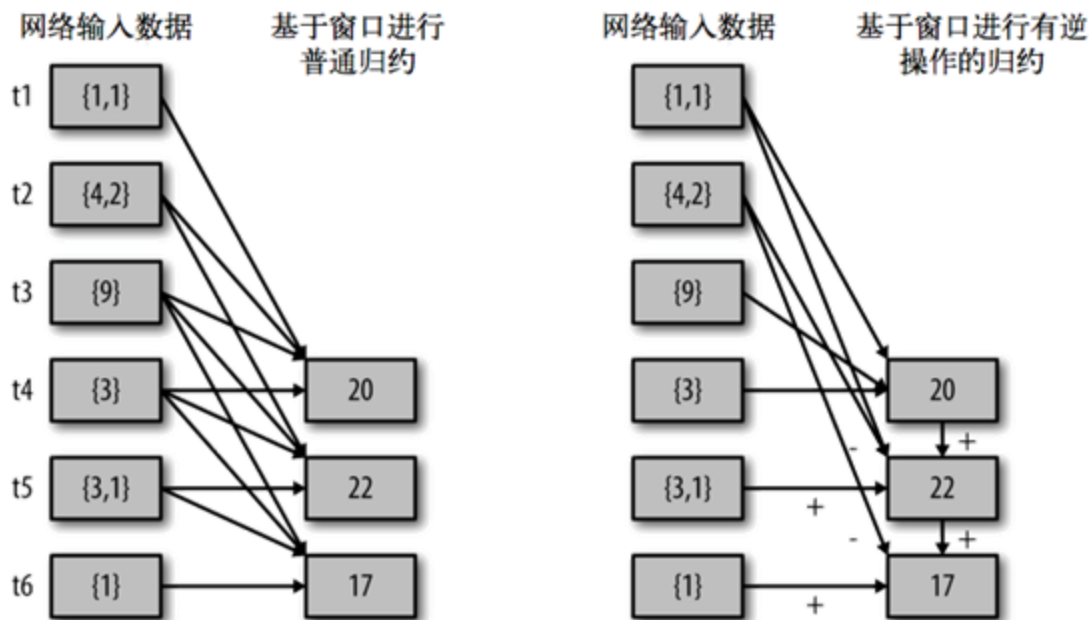 网络输入数据
基于窗口进行
普通归约
t1 {1,1}
t2 {4,2}
t3 {9}
t4 {3} 20
t5 {3,1} 22
t6 {1} 17
网络输入数据
基于窗口进行有逆
操作的归约
{1,1}
{4,2}
{9}
{3} 20
- +
{3,1} 22
+
- +
{1} 17
+